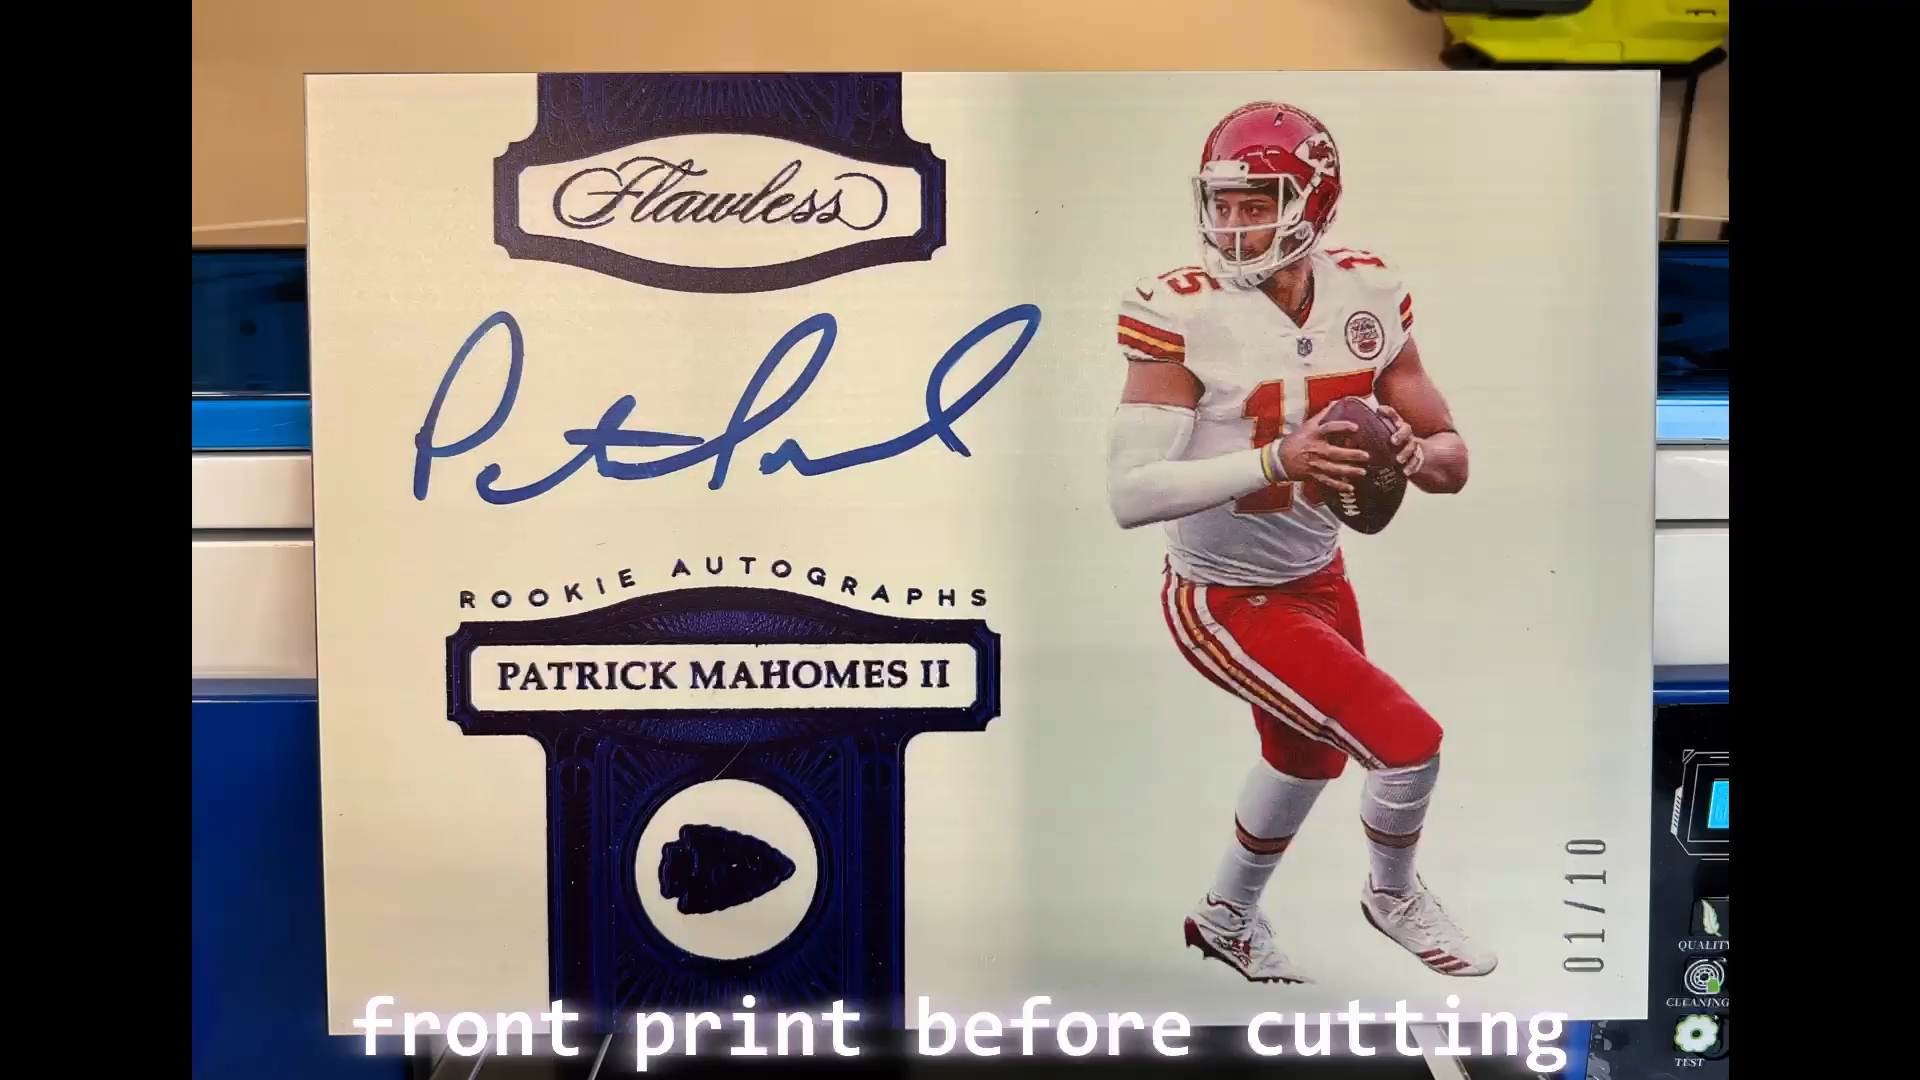 Flawless
15
15
ROOKIE AUTOGRAPHS
PATRICK MAHOMES II
01/10
QUALITY
CLEANING
TEST
front print before cutting